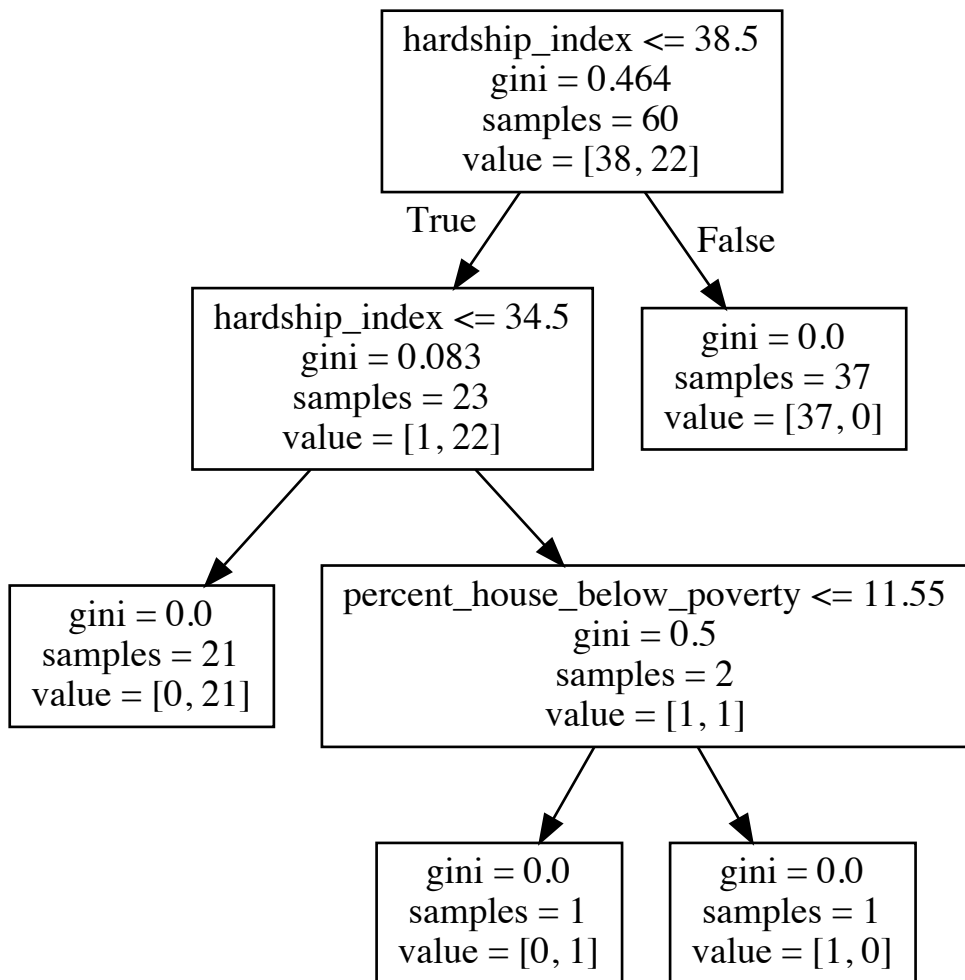 hardship_index <= 38.5
gini = 0.464
samples = 60
value = [38, 22]
True
False
hardship_index <= 34.5
gini = 0.083
samples = 23
value = [1, 22]
gini = 0.0
samples = 37
value = [37, 0]
gini = 0.0
samples = 21
value = [0, 21]
percent_house_below_poverty <= 11.55
gini = 0.5
samples = 2
value = [1, 1]
gini = 0.0
samples = 1
value = [0, 1]
gini = 0.0
samples = 1
value = [1, 0]